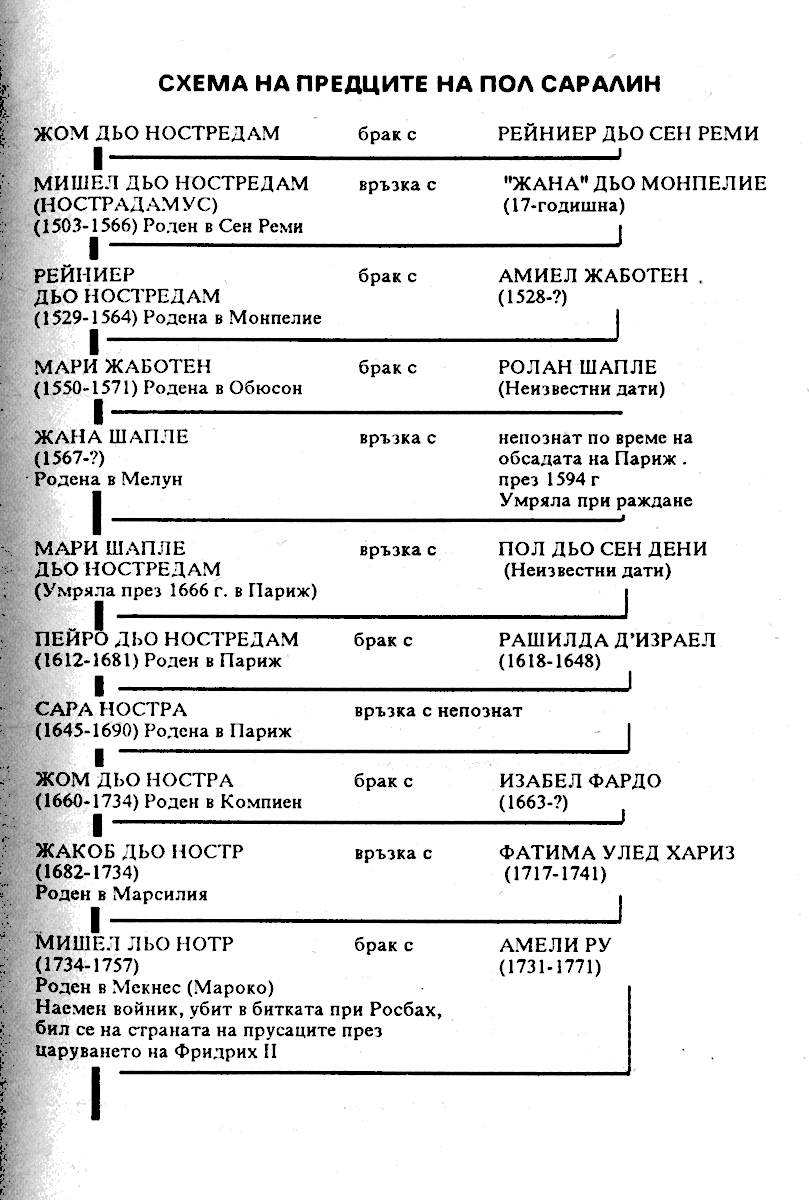 СХЕМА НА ПРЕДЦИТЕ НА ПОЛ САРАЛИН
ЖОМ ДЬО НОСТРЕДАМ брак с РЕЙНИЕР ДЬО СЕН РЕМИ
МИШЕЛ ДЬО НОСТРЕДАМ връзка с "ЖАНА" ДЬО МОНПЕЛИЕ
(НОСТРАДАМУС) (17-годишна)
(1503-1566) Роден в Сен Реми
РЕЙНИЕР брак с АМИЕЛ ЖАБОТЕН .
ДЬО НОСТРЕДАМ (1528-?)
(1529-1564) Родена в Монпелие
МАРИ ЖАБОТЕН брак с РОЛАН ШАПЛЕ
(1550-1571) Родена в Обюсон (Неизвестни дати)
ЖАНА ШАПЛЕ връзка с непознат по време на
(1567-?) обсадата на Париж .
Родена в Мелун през 1594 г
Умряла при раждане
МАРИ ШАПЛЕ връзка с ПОЛ ДЬО СЕН ДЕНИ
ДЬО НОСТРЕДАМ (Неизвестни дати)
(Умряла през 1666 г. в Париж)
ПЕЙРО ДЬО НОСТРЕДАМ брак с РАШИЛДА Д'ИЗРАЕЛ
(1612-1681) Роден в Париж (1618-1648)
САРА НОСТРА връзка с непознат
(1645-1690) Родена в Париж
ЖОМ ДЬО НОСТРА брак с ИЗАБЕЛ ФАРДО
(1660-1734) Роден в Компиен (1663-?)
ЖАКОБ ДЬО НОСТР връзка с ФАТИМА УЛЕД ХАРИЗ
(1682-1734) (1717-1741)
Роден в Марсилия
МИШЕЛ ЛЬО НОТР брак с АМЕЛИ РУ
(1734-1757) (1731-1771)
Роден в Мекнес (Мароко)
Наемен войник, убит в битката при Росбах,
бил се на страната на прусаците през
царуването на Фридрих II